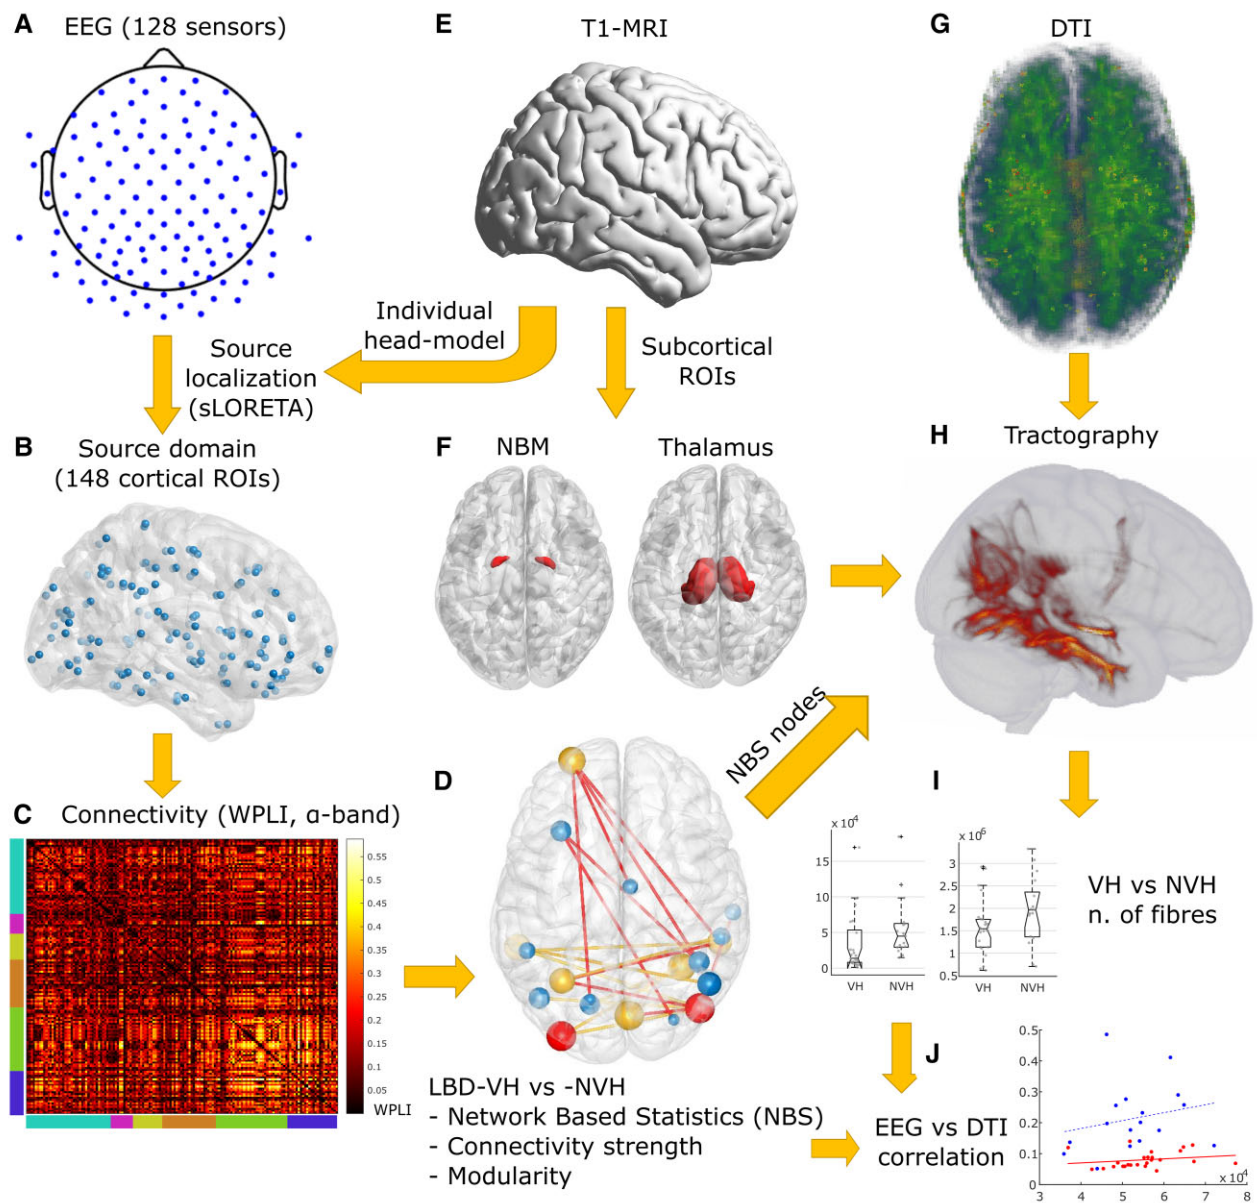 A EEG (128 sensors)
E T1-MRI
G DTI
Individual
head-model
Source
localization
(sLORETA)
Subcortical
ROIs
B Source domain
(148 cortical ROIs)
F NBM Thalamus
H Tractography
NBS nodes
C Connectivity (WPLI, α-band)
0.55
0.5
0.45
0.4
0.35
0.3
0.25
0.2
0.15
0.1
0.05
WPLI
D
LBD-VH vs -NVH
- Network Based Statistics (NBS)
- Connectivity strength
- Modularity
I
x 10^4
15
10
5
0
VH NVH
x 10^6
3
2.5
2
1.5
1
0.5
VH NVH
VH vs NVH
n. of fibres
J
EEG vs DTI
correlation
0.5
0.4
0.3
0.2
0.1
0
x10^4
3 4 5 6 7 8